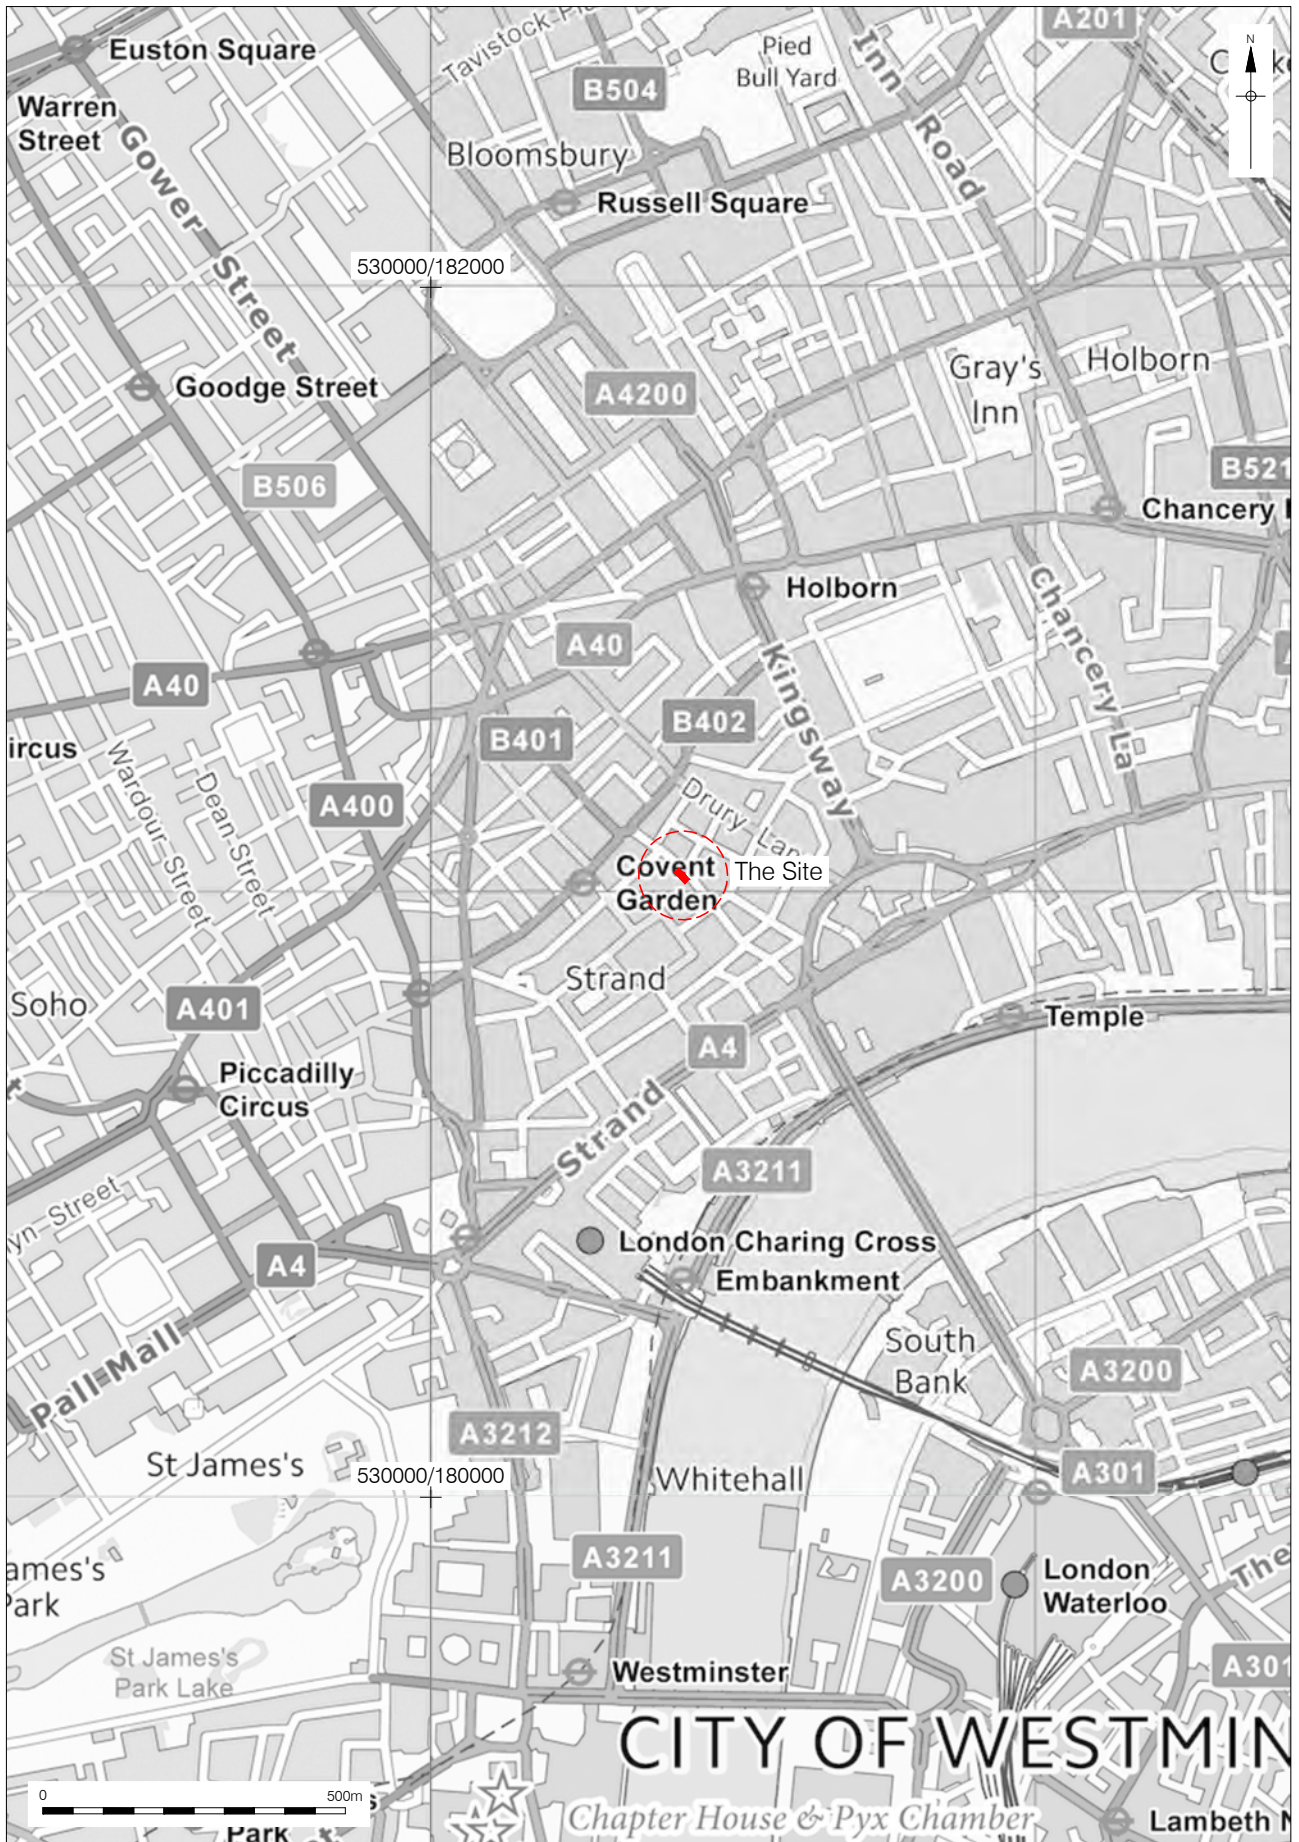 A201
Euston Square
Tavistock
Pied
Bull Yard
Inn
Road
N
B504
Warren
Street
Gower Street
Bloomsbury
Russell Square
530000/182000
Goodge Street
A4200
Gray's
Inn
Holborn
B506
B521
Chancery
Holborn
Chancery La
A40
A40
Kingsway
B402
B401
ircus
Wardour Street
Dean Street
A400
Drury Lan
Covent
Garden
The Site
Strand
Soho
A401
Temple
A4
Piccadilly
Circus
Strand
A3211
yn Street
London Charing Cross
A4
Embankment
Pall Mall
South
Bank
A3200
A3212
St James's
530000/180000
Whitehall
A301
A3211
ames's
Park
A3200
London
Waterloo
The
St James's
Park Lake
Westminster
A301
CITY OF WESTMIN
0
500m
s
Park
st
Chapter House & Pyx Chamber
Lambeth N